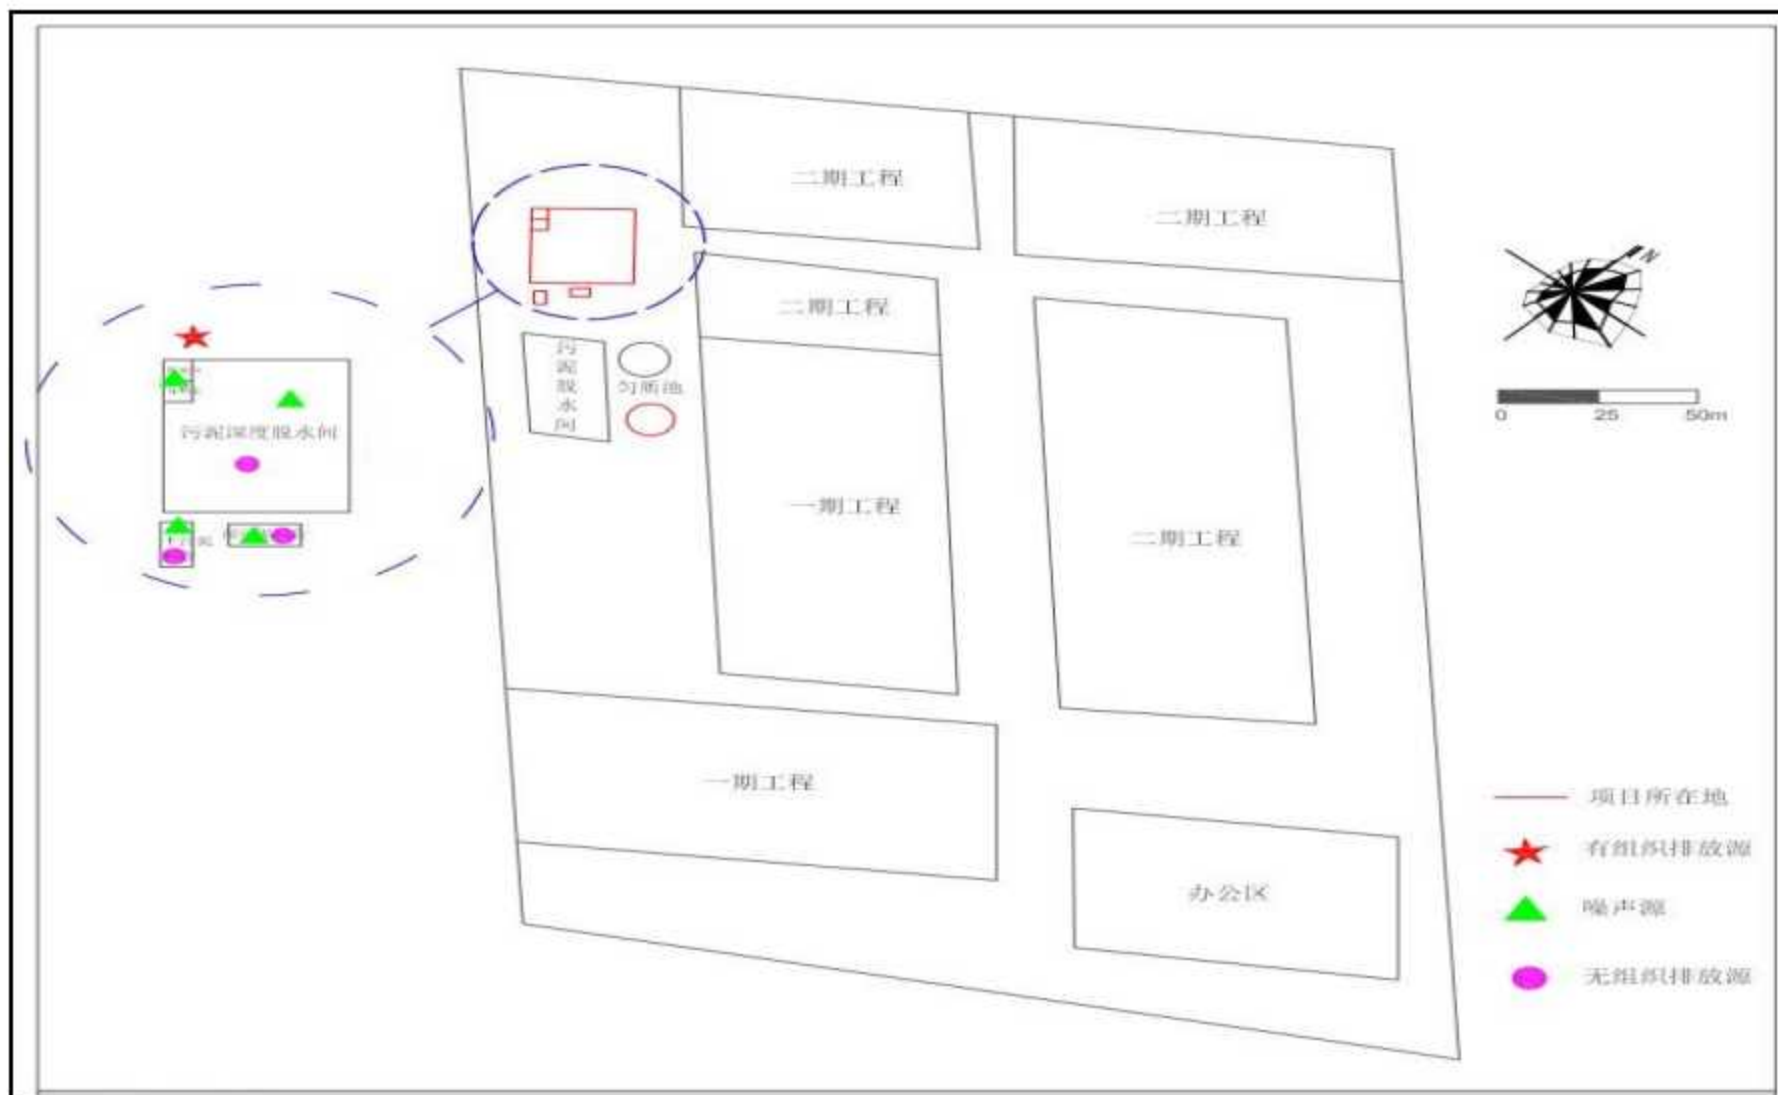 二期工程
二期工程
二期工程
污泥脱水间
匀质池
污泥深度脱水间
一期工程
二期工程
一期工程
办公区
N
0 25 50m
项目所在地
有组织排放源
噪声源
无组织排放源